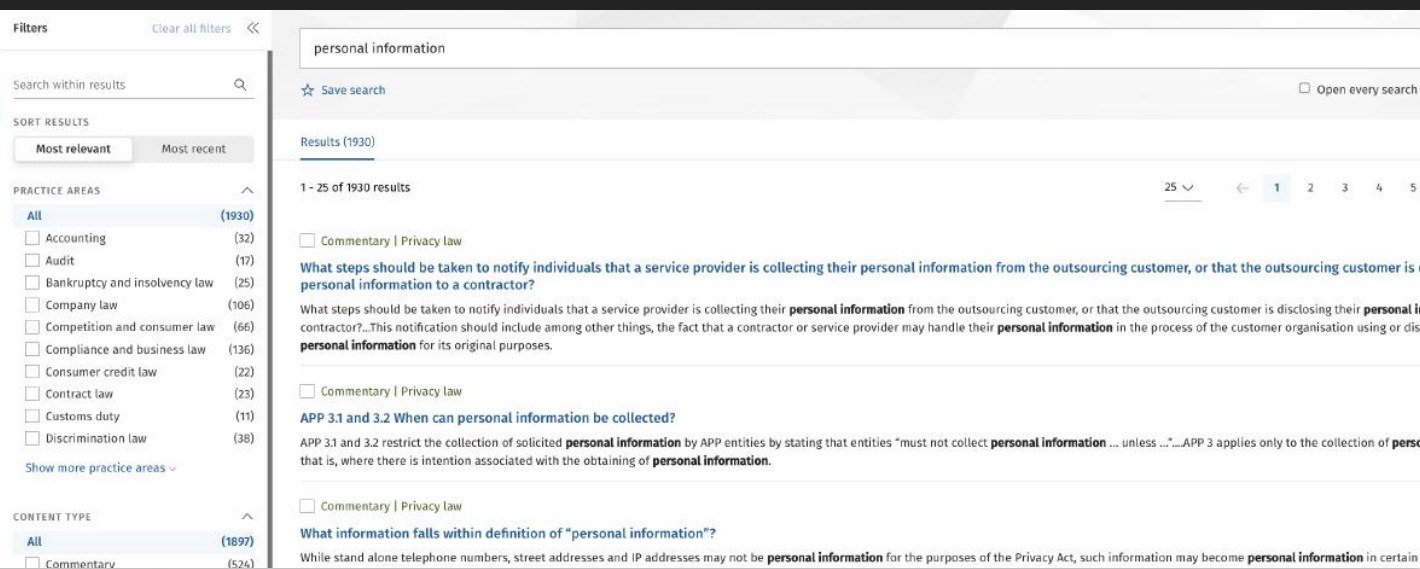 Filters Clear all filters
Search within results
SORT RESULTS
Most relevant Most recent
PRACTICE AREAS
All (1930)
Accounting (32)
Audit (17)
Bankruptcy and insolvency law (25)
Company law (106)
Competition and consumer law (66)
Compliance and business law (136)
Consumer credit law (22)
Contract law (23)
Customs duty (11)
Discrimination law (38)
Show more practice areas
CONTENT TYPE
All (1897)
Commentary (524)
personal information
Save search Open every search
Results (1930)
1 - 25 of 1930 results 25 1 2 3 4 5
Commentary | Privacy law
What steps should be taken to notify individuals that a service provider is collecting their personal information from the outsourcing customer, or that the outsourcing customer is
personal information to a contractor?
What steps should be taken to notify individuals that a service provider is collecting their personal information from the outsourcing customer, or that the outsourcing customer is disclosing their personal
contractor?...This notification should include among other things, the fact that a contractor or service provider may handle their personal information in the process of the customer organisation using or
personal information for its original purposes.
Commentary | Privacy law
APP 3.1 and 3.2 When can personal information be collected?
APP 3.1 and 3.2 restrict the collection of solicited personal information by APP entities by stating that entities “must not collect personal information ... unless ...”....APP 3 applies only to the collection of
that is, where there is intention associated with the obtaining of personal information.
Commentary | Privacy law
What information falls within definition of “personal information”?
While stand alone telephone numbers, street addresses and IP addresses may not be personal information for the purposes of the Privacy Act, such information may become personal information in certain